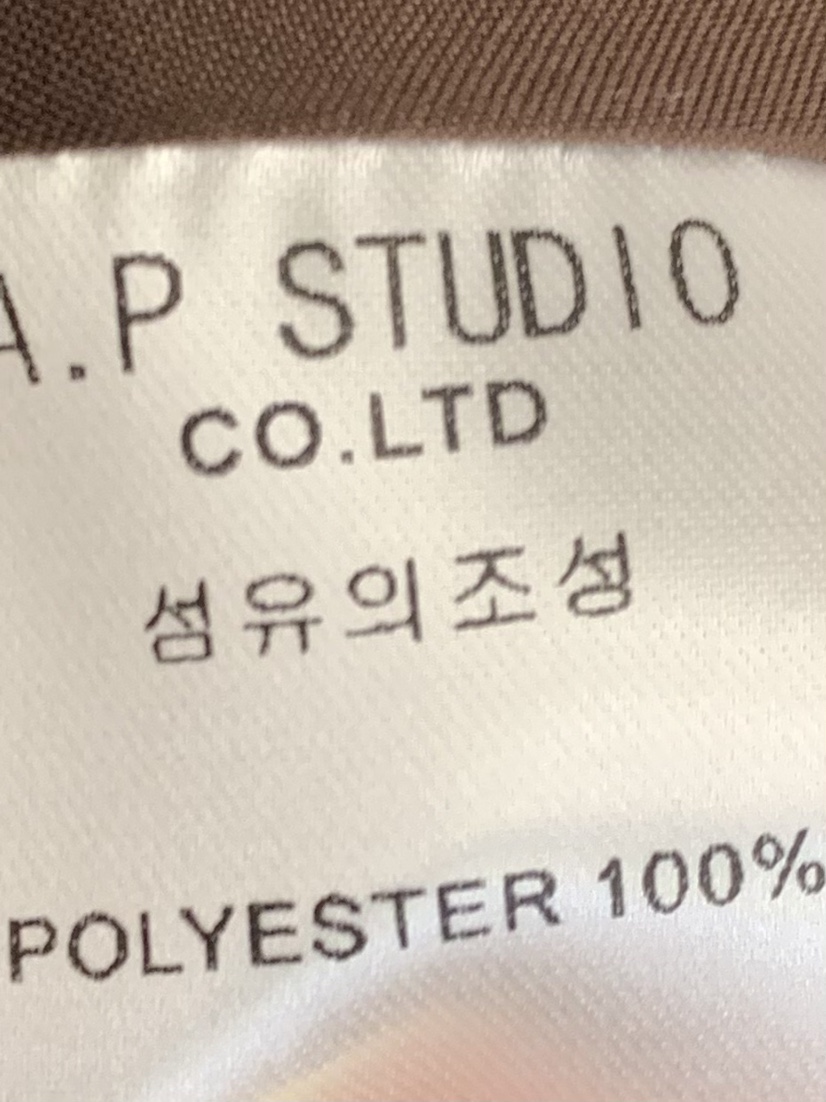 A.P STUDIO
CO.LTD
섬유의조성
POLYESTER 100%